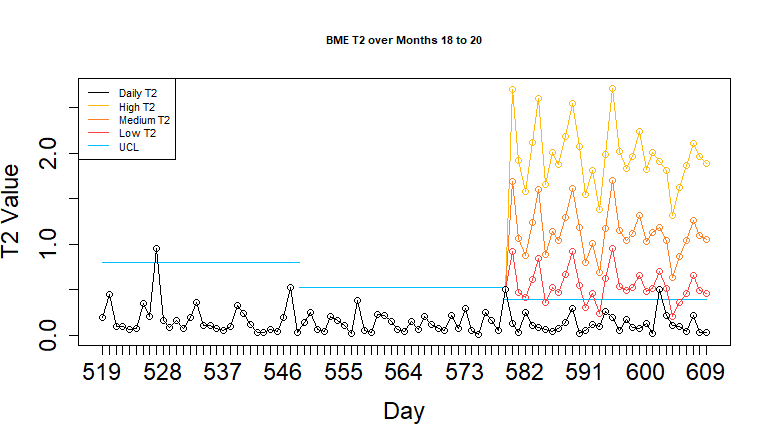 BME T2 over Months 18 to 20
Daily T2
High T2
Medium T2
Low T2
UCL
T2 Value
0.0
1.0
2.0
519 528 537 546 555 564 573 582 591 600 609
Day